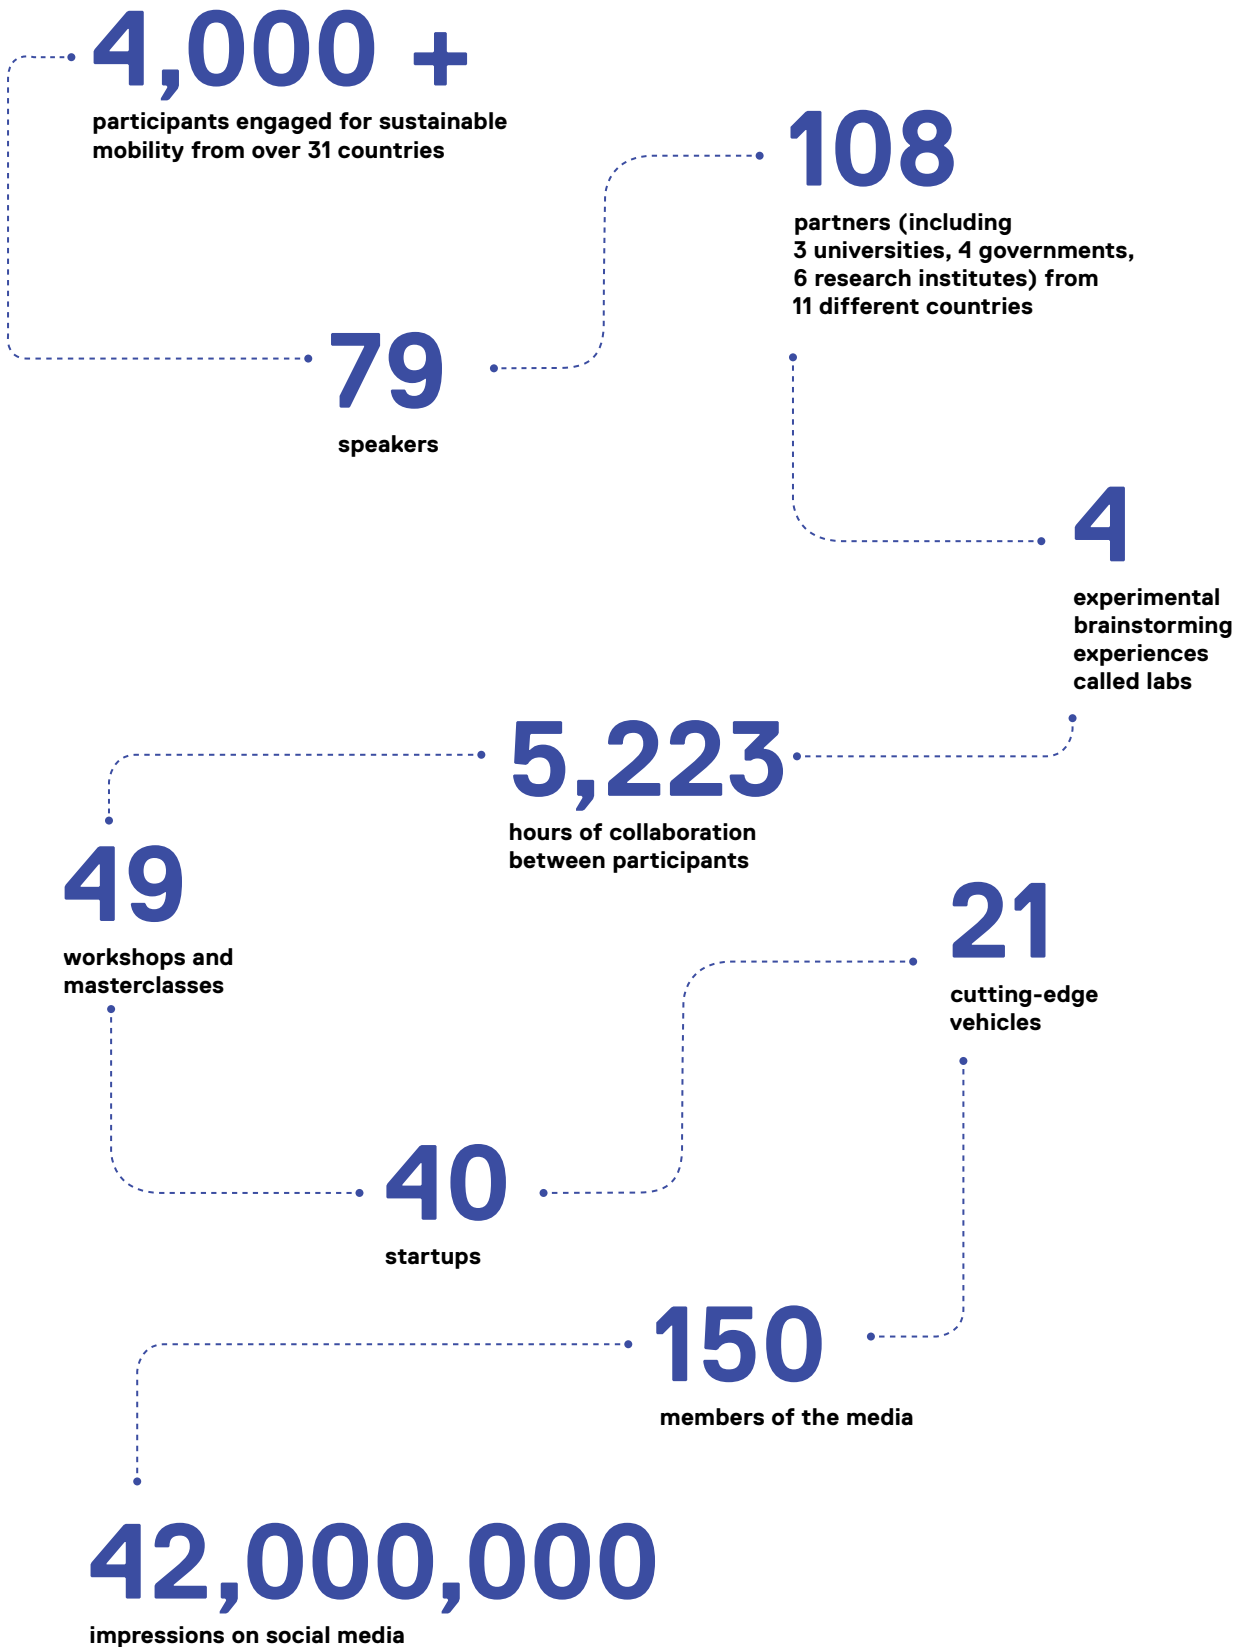 4,000 +
participants engaged for sustainable
mobility from over 31 countries
79
speakers
108
partners (including
3 universities, 4 governments,
6 research institutes) from
11 different countries
4
experimental
brainstorming
experiences
called labs
5,223
hours of collaboration
between participants
49
workshops and
masterclasses
40
startups
21
cutting-edge
vehicles
150
members of the media
42,000,000
impressions on social media